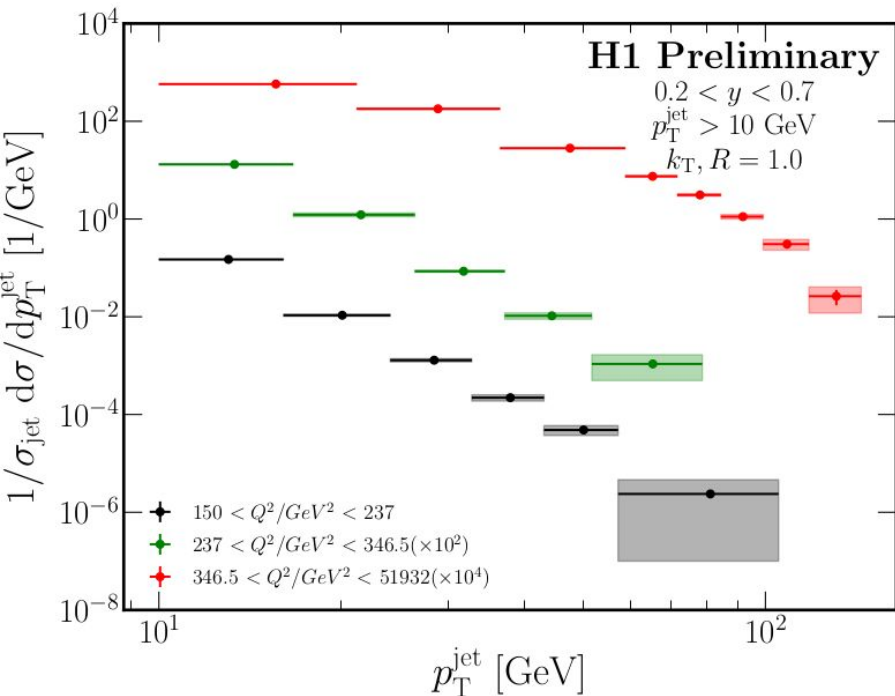 H1 Preliminary
0.2 < y < 0.7
p_T^jet > 10 GeV
k_T, R = 1.0
1/σ_jet dσ/dp_T^jet [1/GeV]
10^4
10^2
10^0
10^−2
10^−4
10^−6
10^−8
150 < Q^2/GeV^2 < 237
237 < Q^2/GeV^2 < 346.5(×10^2)
346.5 < Q^2/GeV^2 < 51932(×10^4)
10^1
10^2
p_T^jet [GeV]